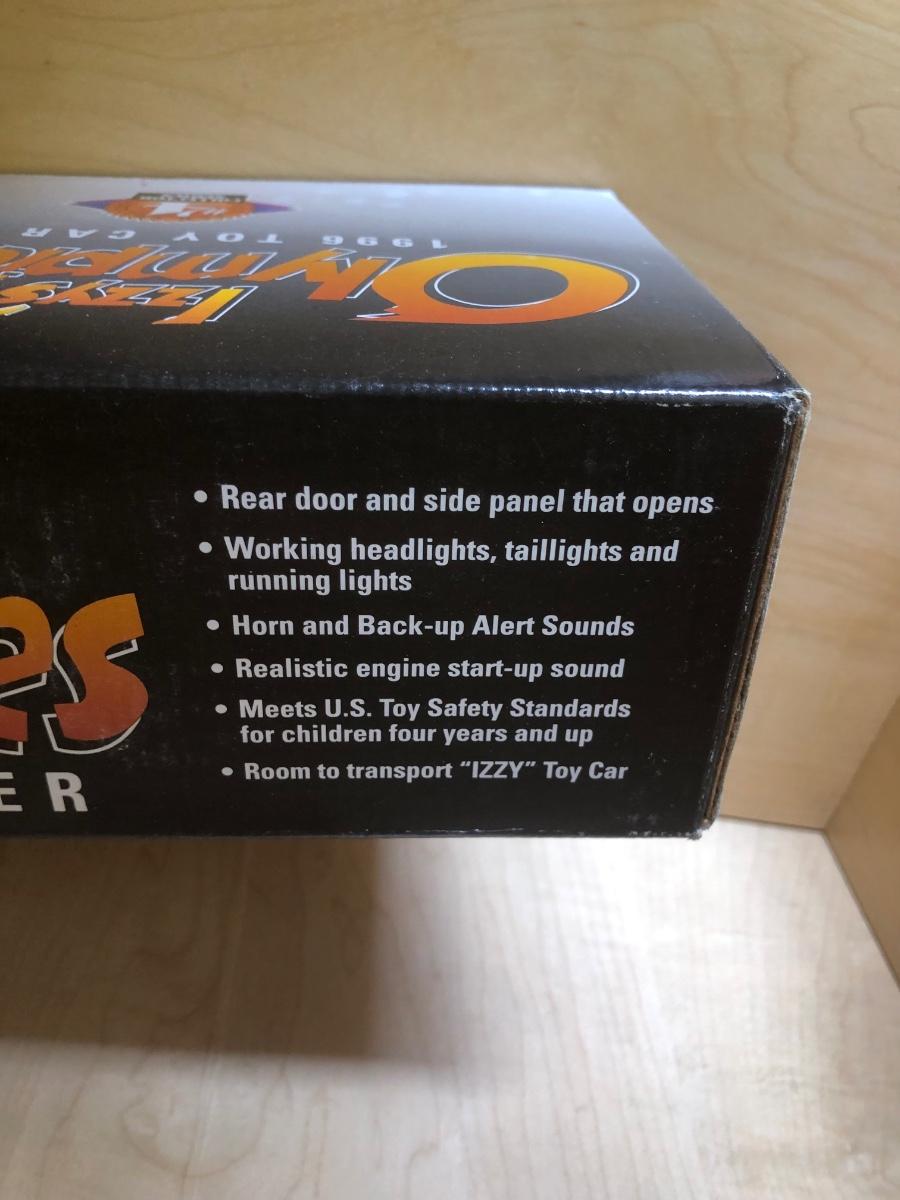 1996 TOY CAR
Olympic
Izzy's
• Rear door and side panel that opens
• Working headlights, taillights and
running lights
• Horn and Back-up Alert Sounds
• Realistic engine start-up sound
• Meets U.S. Toy Safety Standards
for children four years and up
• Room to transport “IZZY” Toy Car
es
ER